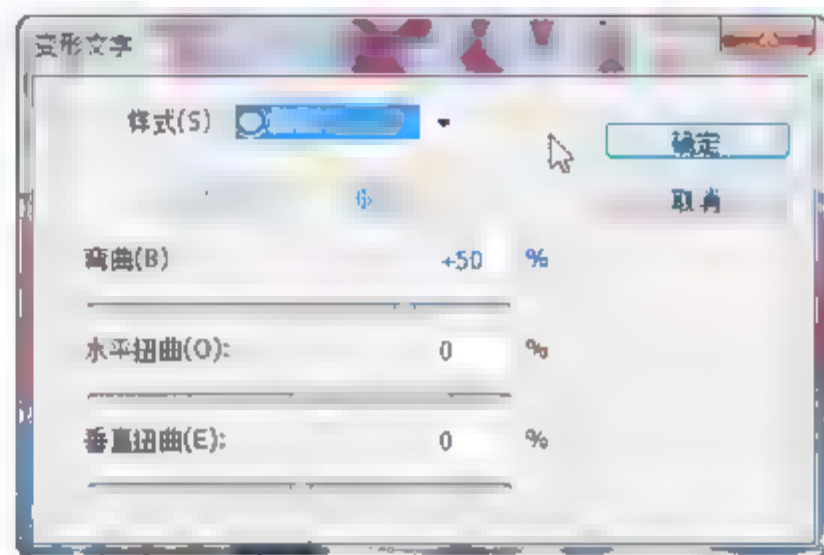 变形文字
样式(S)
确定
取消
弯曲(B) +50 %
水平扭曲(O): 0 %
垂直扭曲(E): 0 %